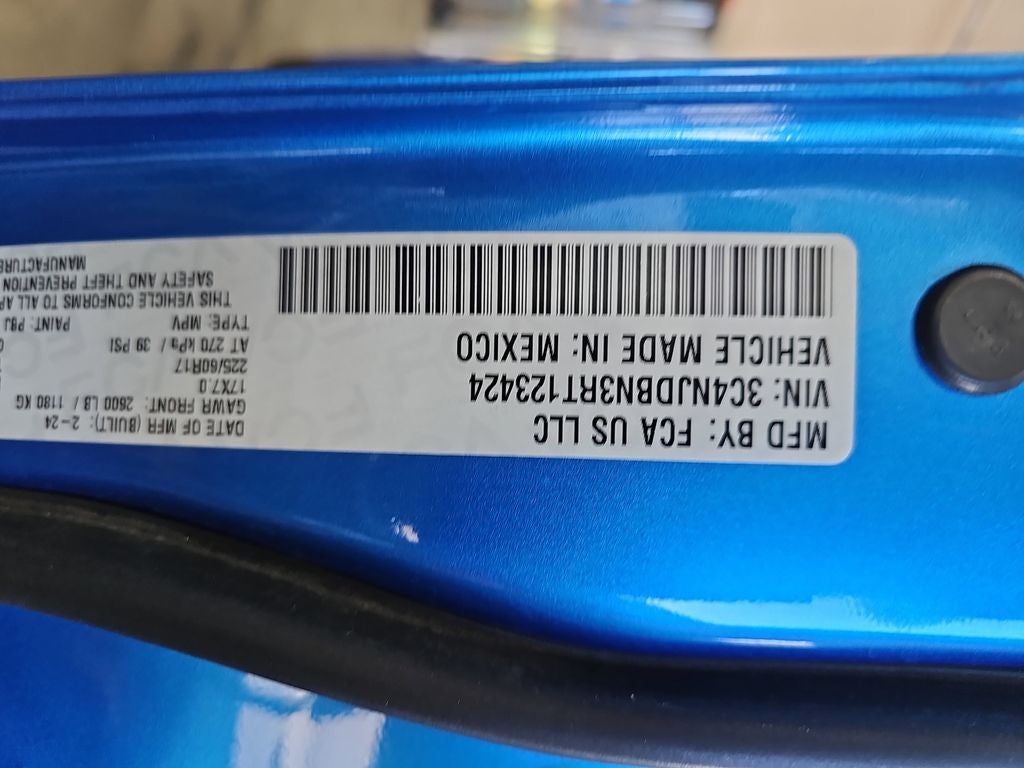 MFD BY: FCA US LLC
VIN: 3C4NJDBN3RT123424
VEHICLE MADE IN: MEXICO
DATE OF MFR (BUILT): 2-24
GAWR FRONT: 2600 LB / 1180 KG
17X7.0
225/60R17
AT 270 kPa / 39 PSI
TYPE: MPV PAINT: PBJ
THIS VEHICLE CONFORMS TO ALL AP
SAFETY AND THEFT PREVENTION
MANUFACTURE